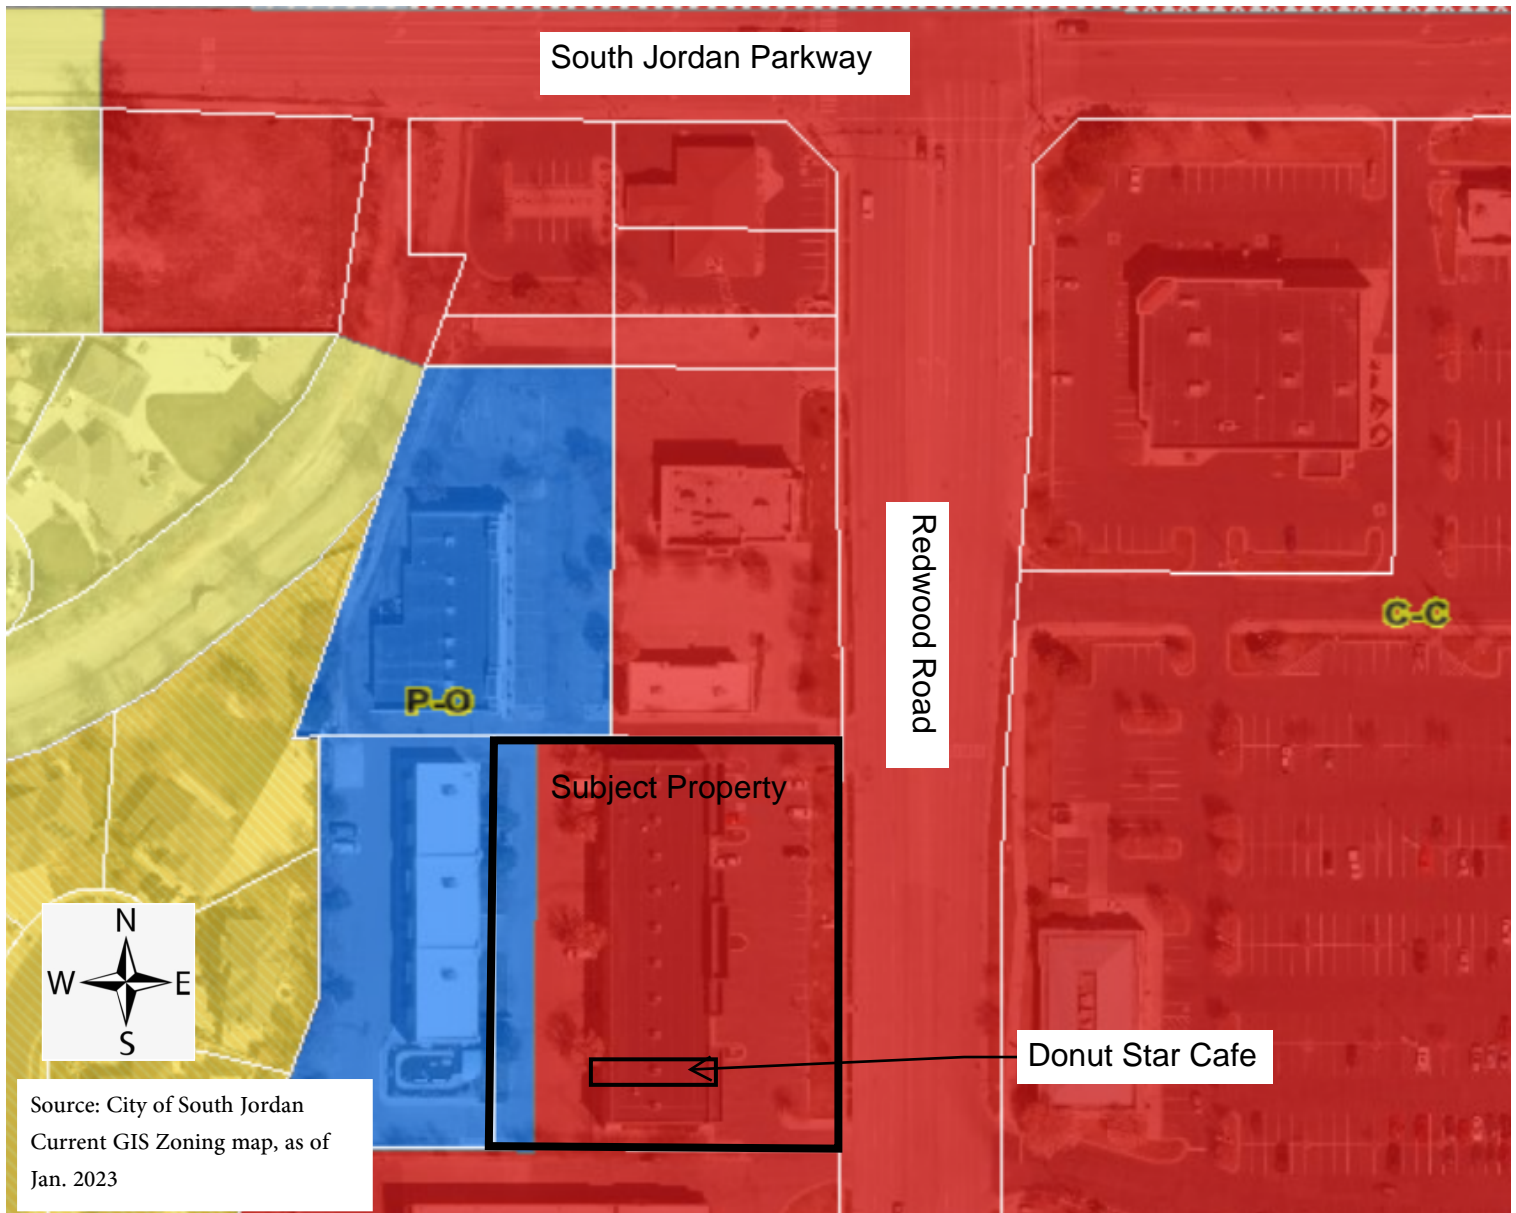 South Jordan Parkway
Redwood Road
C-C
P-O
Subject Property
N
W E
S
Donut Star Cafe
Source: City of South Jordan
Current GIS Zoning map, as of
Jan. 2023